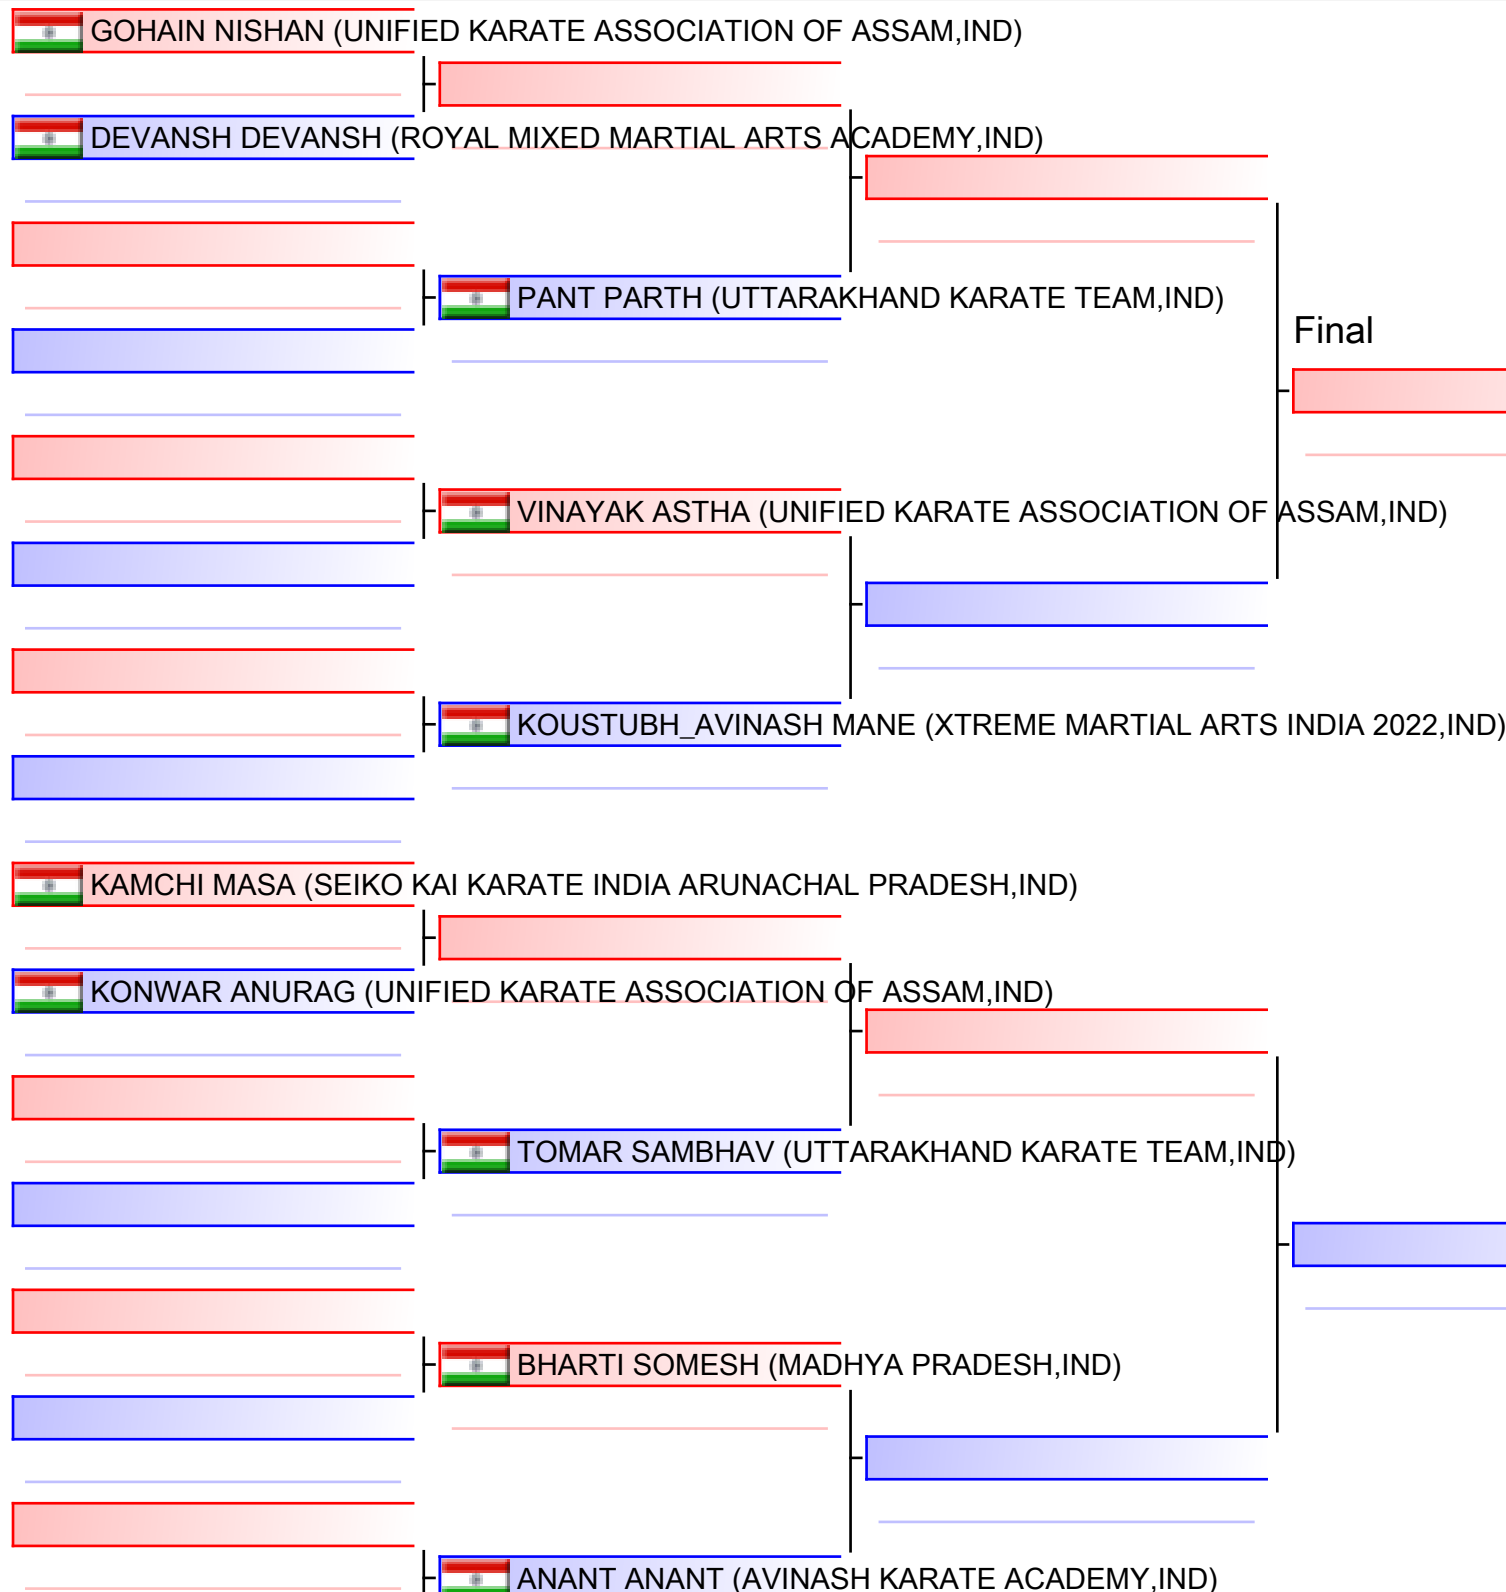 GOHAIN NISHAN (UNIFIED KARATE ASSOCIATION OF ASSAM,IND)
DEVANSH DEVANSH (ROYAL MIXED MARTIAL ARTS ACADEMY,IND)
PANT PARTH (UTTARAKHAND KARATE TEAM,IND)
Final
VINAYAK ASTHA (UNIFIED KARATE ASSOCIATION OF ASSAM,IND)
KOUSTUBH_AVINASH MANE (XTREME MARTIAL ARTS INDIA 2022,IND)
KAMCHI MASA (SEIKO KAI KARATE INDIA ARUNACHAL PRADESH,IND)
KONWAR ANURAG (UNIFIED KARATE ASSOCIATION OF ASSAM,IND)
TOMAR SAMBHAV (UTTARAKHAND KARATE TEAM,IND)
BHARTI SOMESH (MADHYA PRADESH,IND)
ANANT ANANT (AVINASH KARATE ACADEMY,IND)